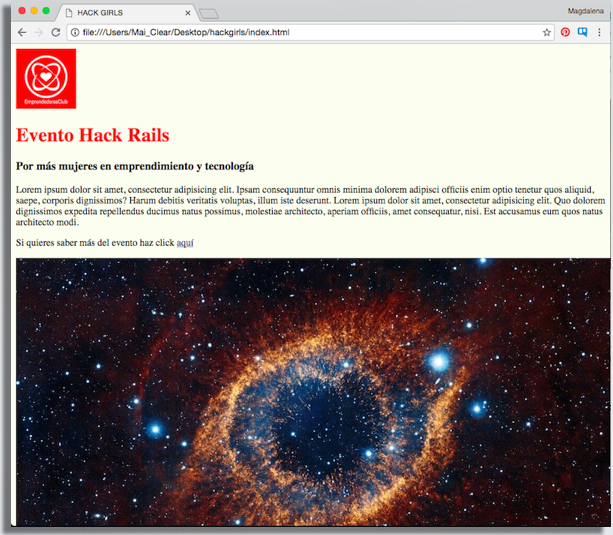 HACK GIRLS
Magdalena
file:///Users/Mai_Clear/Desktop/hackgirls/index.html
EmprendedorasClub
Evento Hack Rails
Por más mujeres en emprendimiento y tecnología
Lorem ipsum dolor sit amet, consectetur adipisicing elit. Ipsam consequuntur omnis minima dolorem adipisci officiis enim optio tenetur quos aliquid,
saepe, corporis dignissimos? Harum debitis veritatis voluptas, illum iste deserunt. Lorem ipsum dolor sit amet, consectetur adipisicing elit. Quo dolorem
dignissimos expedita repellendus ducimus natus possimus, molestiae architecto, aperiam officiis, amet consequatur, nisi. Est accusamus eum quos natus
architecto modi.
Si quieres saber más del evento haz click aquí